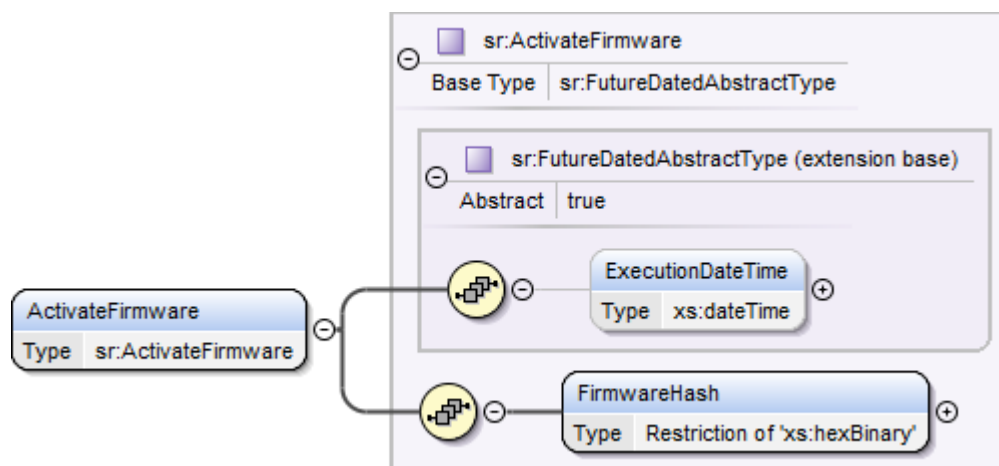 sr:ActivateFirmware
Base Type sr:FutureDatedAbstractType
sr:FutureDatedAbstractType (extension base)
Abstract true
ExecutionDateTime
Type xs:dateTime
ActivateFirmware
Type sr:ActivateFirmware
FirmwareHash
Type Restriction of 'xs:hexBinary'